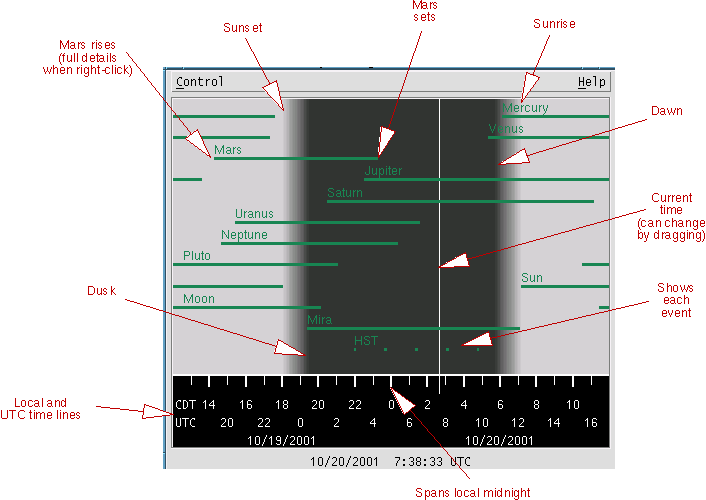 Mars
sets
Sunset
Sunrise
Mars rises
(full details
when right-click)
Control
Help
Mercury
Dawn
Venus
Mars
Jupiter
Saturn
Current
time
(can change
by dragging)
Uranus
Neptune
Pluto
Sun
Dusk
Shows
each
event
Moon
Mira
HST
Local and
UTC time lines
CDT 14 16 18 20 22 0 2 4 6 8 10
UTC 20 22 0 2 4 6 8 10 12 14 16
10/19/2001 10/20/2001
10/20/2001 7:38:33 UTC
Spans local midnight